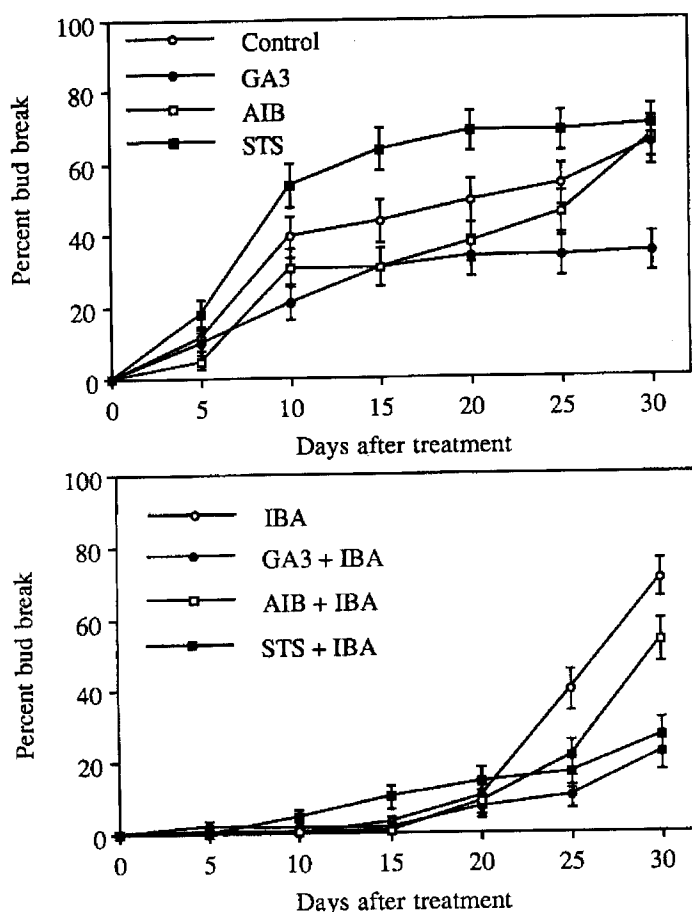 100
80
60
40
20
0
Percent bud break
Control
GA3
AIB
STS
0 5 10 15 20 25 30
Days after treatment
100
80
60
40
20
0
Percent bud break
IBA
GA3 + IBA
AIB + IBA
STS + IBA
0 5 10 15 20 25 30
Days after treatment